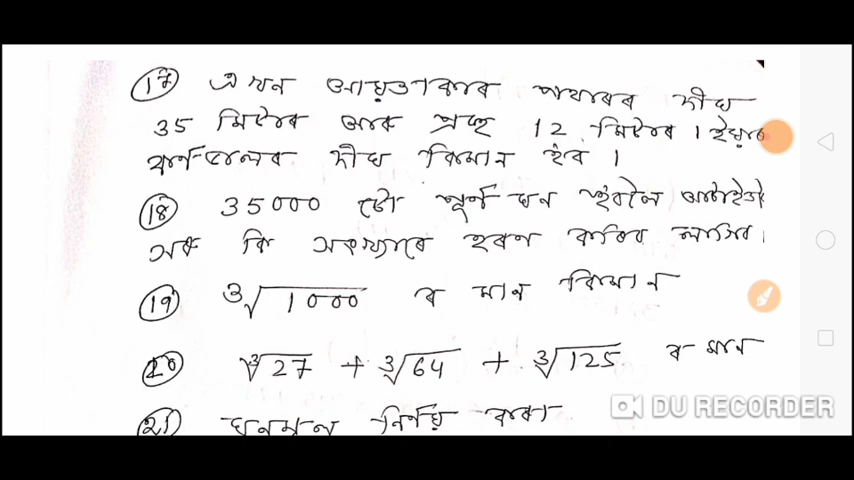 (17) এখন আয়তাকাৰ পথাৰৰ দীঘ
35 মিটাৰ আৰু প্ৰস্থ 12 মিটাৰ । ইয়াৰ
কৰ্ণডালৰ দীঘ কিমান হ'ব ।
(18) 35000 টো পূৰ্ণ ঘন হ'বলৈ আটাইতকৈ
সৰু কি সংখ্যাৰে হৰণ কৰিব লাগিব ।
(19) ∛1000 ৰ মান কিমান
(20) ∛27 + ∛64 + ∛125 ৰ মান
(21) ঘনমূল নিৰ্ণয় কৰা
DU RECORDER